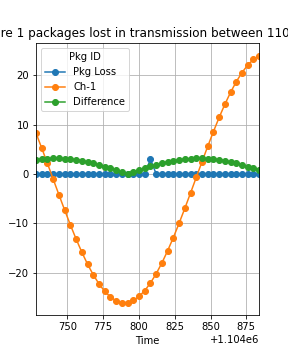 re 1 packages lost in transmission between 110
Pkg ID
Pkg Loss
Ch-1
Difference
20
10
0
−10
−20
750 775 800 825 850 875
+1.104e6
Time